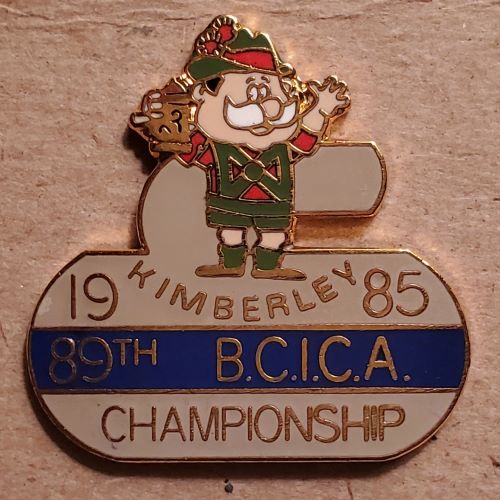 19 KIMBERLEY 85
89TH B.C.I.C.A.
CHAMPIONSHIP